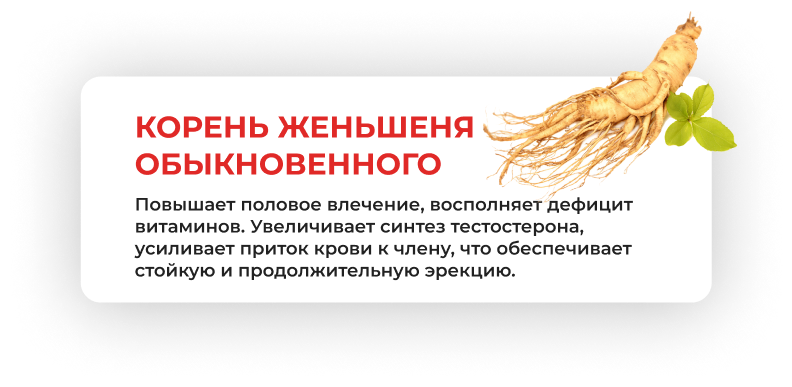 КОРЕНЬ ЖЕНЬШЕНЯ
ОБЫКНОВЕННОГО
Повышает половое влечение, восполняет дефицит
витаминов. Увеличивает синтез тестостерона,
усиливает приток крови к члену, что обеспечивает
стойкую и продолжительную эрекцию.